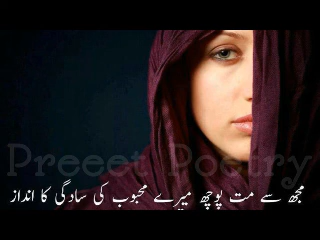 Preeet Poetry
مجھ سے مت پوچھ میرے محبوب کی سادگی کا انداز